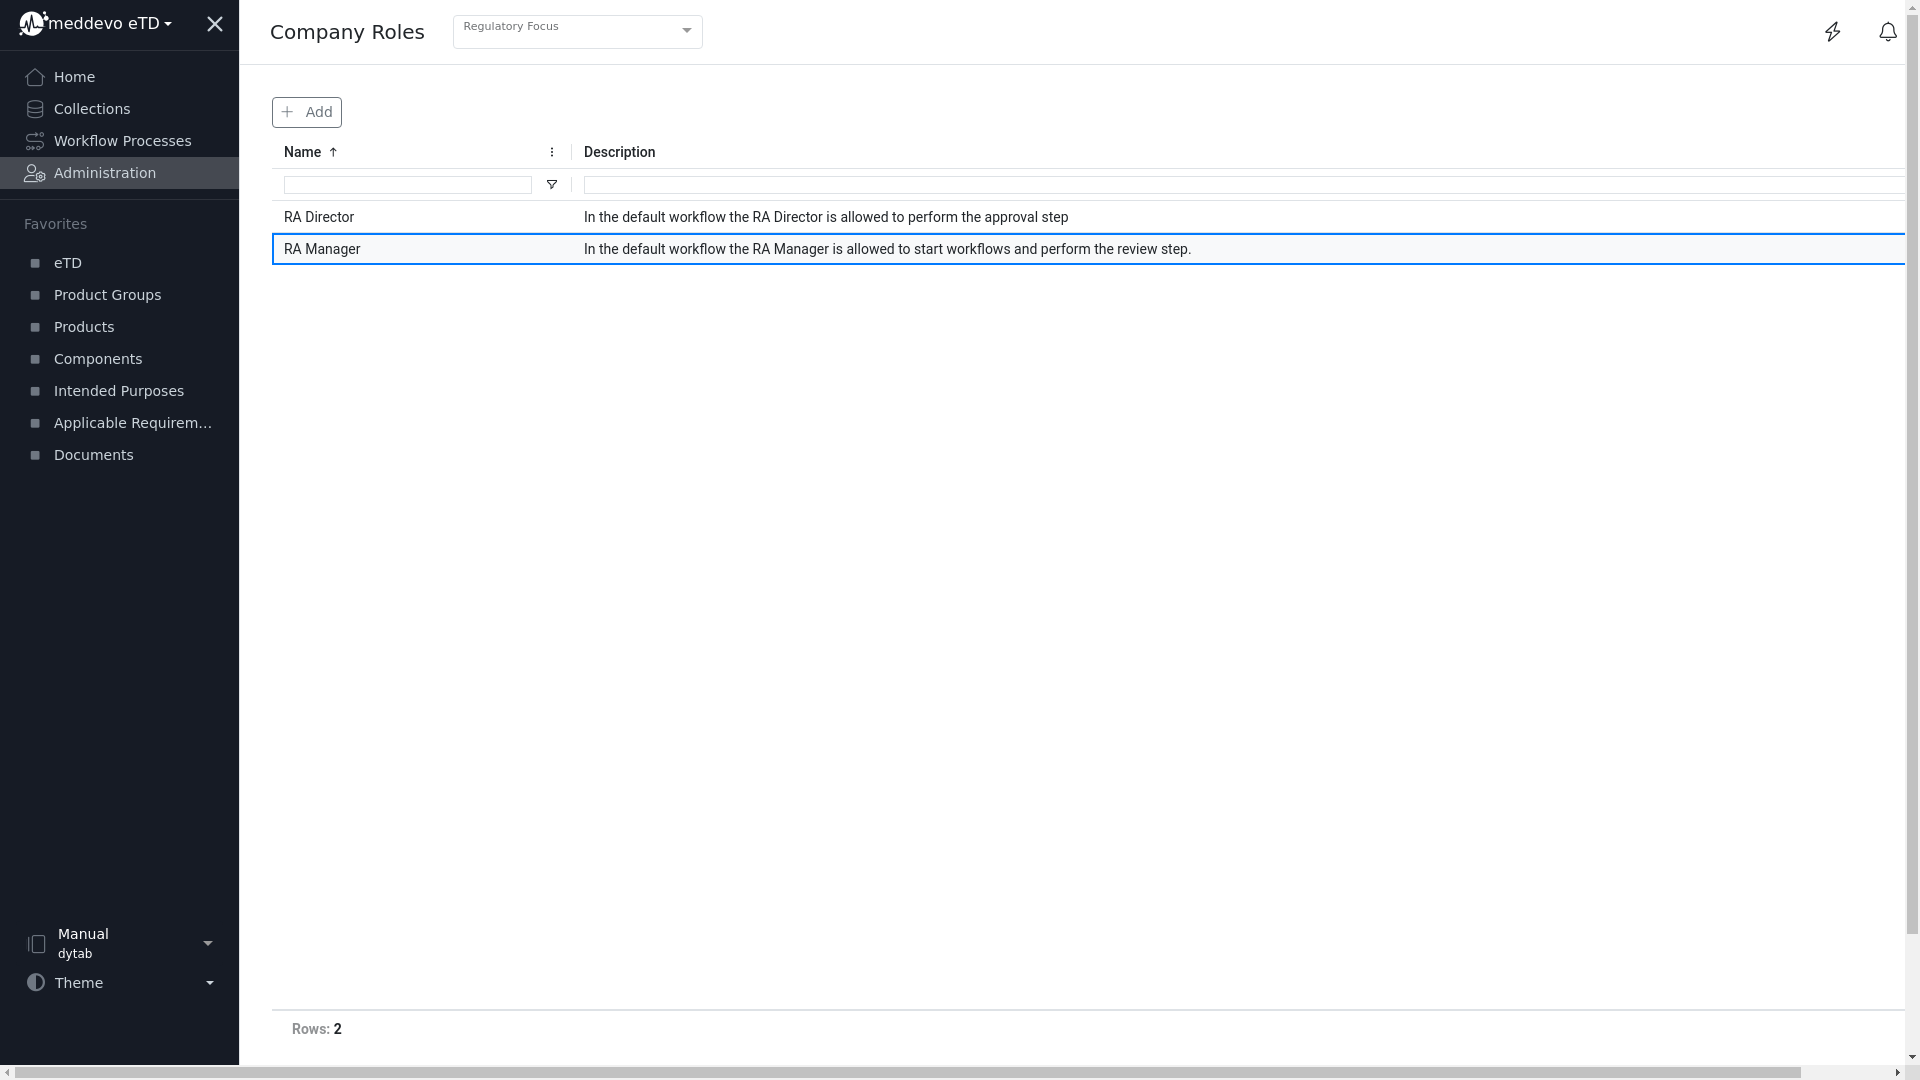 meddevo eTD
Home
Collections
Workflow Processes
Administration
Favorites
eTD
Product Groups
Products
Components
Intended Purposes
Applicable Requirem...
Documents
Manual
dytab
Theme
Company Roles
Regulatory Focus
Add
Name Description
RA Director In the default workflow the RA Director is allowed to perform the approval step
RA Manager In the default workflow the RA Manager is allowed to start workflows and perform the review step.
Rows: 2